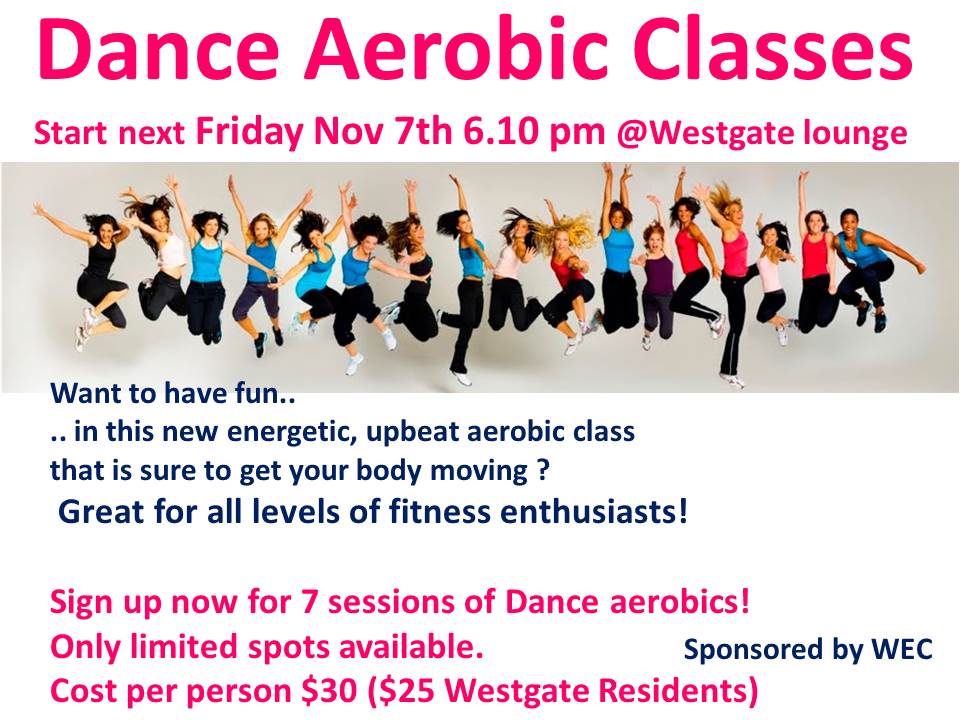 Dance Aerobic Classes
Start next Friday Nov 7th 6.10 pm @Westgate lounge
Want to have fun..
.. in this new energetic, upbeat aerobic class
that is sure to get your body moving ?
Great for all levels of fitness enthusiasts!
Sign up now for 7 sessions of Dance aerobics!
Only limited spots available.
Sponsored by WEC
Cost per person $30 ($25 Westgate Residents)